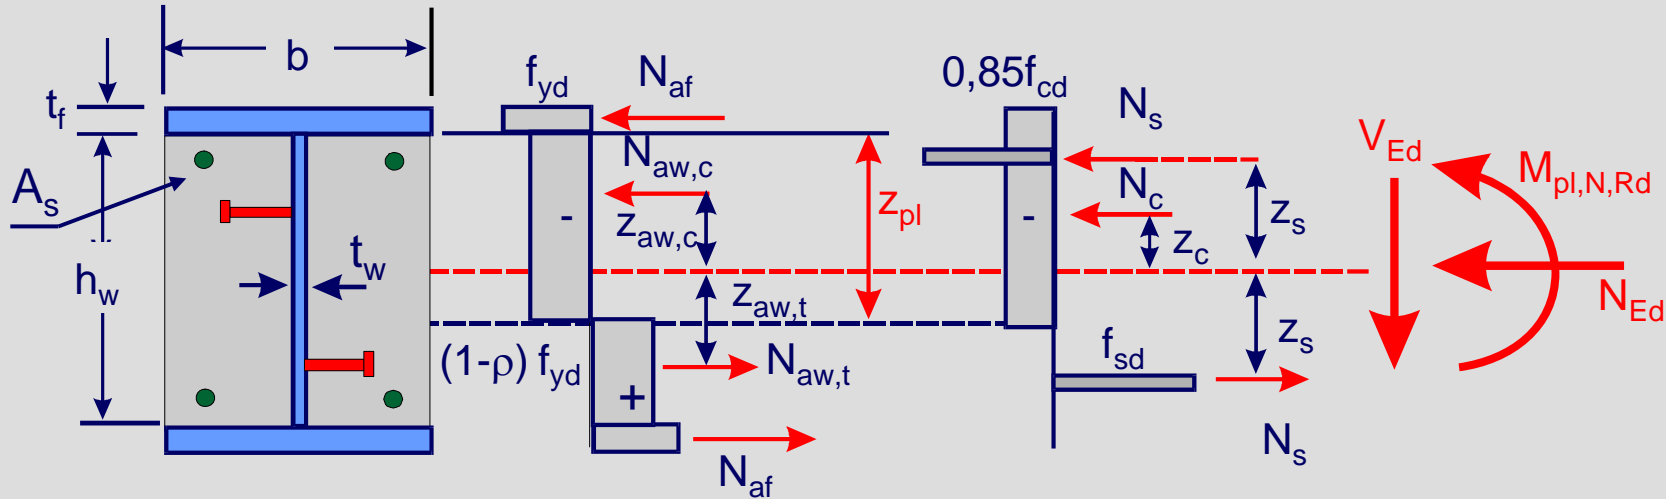 b
t_f
A_s
h_w
t_w
f_yd
N_af
N_aw,c
-
z_aw,c
z_pl
z_aw,t
(1-ρ) f_yd
N_aw,t
+
N_af
0,85f_cd
N_s
N_c
-
z_c
z_s
z_s
f_sd
N_s
V_Ed
M_pl,N,Rd
N_Ed